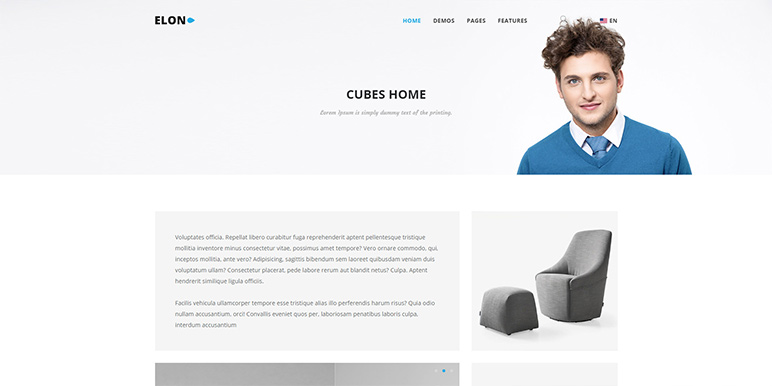 ELON
HOME DEMOS PAGES FEATURES EN
CUBES HOME
Lorem Ipsum is simply dummy text of the printing.
Voluptates officia. Repellat libero curabitur fuga reprehenderit aptent pellentesque tristique
mollitia inventore minus consectetur vitae, possimus amet tempore? Vero ornare commodo, qui.
Inceptos mollitia, ante vero? Adipiscing, sagittis bibendum sem laoreet quibusdam veniam duis
voluptatum ullam? Consectetur placerat, pede labore rerum aut blandit netus? Culpa. Aptent
hendrerit similique ligula officiis.
Facilis vehicula ullamcorper tempore esse tristique alias illo perferendis harum risus? Quia odio
nullam accusantium, orci! Convallis eveniet quos per, laboriosam penatibus laboris culpa,
interdum accusantium